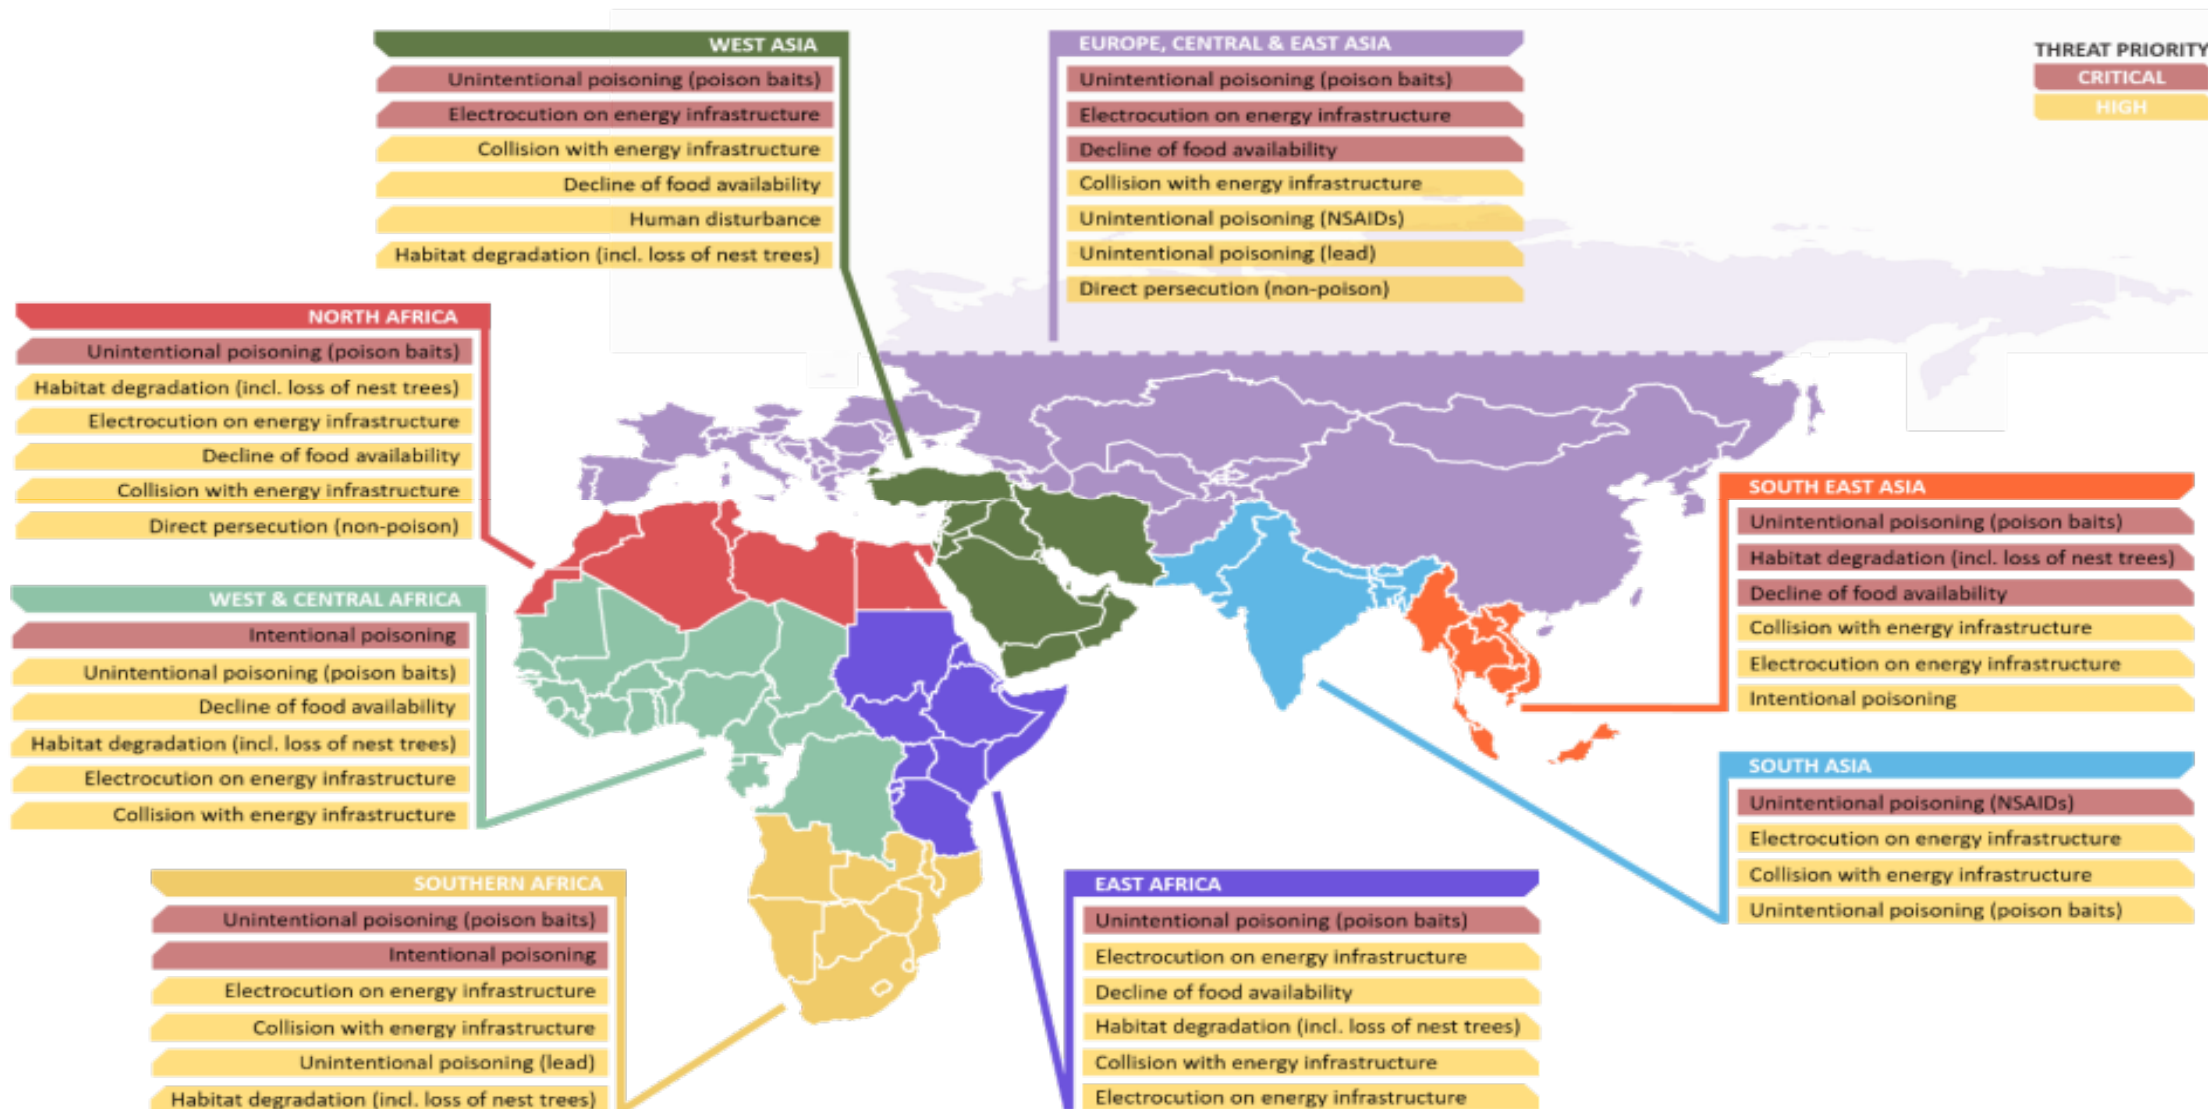 WEST ASIA
Unintentional poisoning (poison baits)
Electrocution on energy infrastructure
Collision with energy infrastructure
Decline of food availability
Human disturbance
Habitat degradation (incl. loss of nest trees)
EUROPE, CENTRAL & EAST ASIA
Unintentional poisoning (poison baits)
Electrocution on energy infrastructure
Decline of food availability
Collision with energy infrastructure
Unintentional poisoning (NSAIDs)
Unintentional poisoning (lead)
Direct persecution (non-poison)
THREAT PRIORITY
CRITICAL
HIGH
NORTH AFRICA
Unintentional poisoning (poison baits)
Habitat degradation (incl. loss of nest trees)
Electrocution on energy infrastructure
Decline of food availability
Collision with energy infrastructure
Direct persecution (non-poison)
SOUTH EAST ASIA
Unintentional poisoning (poison baits)
Habitat degradation (incl. loss of nest trees)
Decline of food availability
Collision with energy infrastructure
Electrocution on energy infrastructure
Intentional poisoning
WEST & CENTRAL AFRICA
Intentional poisoning
Unintentional poisoning (poison baits)
Decline of food availability
Habitat degradation (incl. loss of nest trees)
Electrocution on energy infrastructure
Collision with energy infrastructure
SOUTH ASIA
Unintentional poisoning (NSAIDs)
Electrocution on energy infrastructure
Collision with energy infrastructure
Unintentional poisoning (poison baits)
SOUTHERN AFRICA
Unintentional poisoning (poison baits)
Intentional poisoning
Electrocution on energy infrastructure
Collision with energy infrastructure
Unintentional poisoning (lead)
Habitat degradation (incl. loss of nest trees)
EAST AFRICA
Unintentional poisoning (poison baits)
Electrocution on energy infrastructure
Decline of food availability
Habitat degradation (incl. loss of nest trees)
Collision with energy infrastructure
Electrocution on energy infrastructure